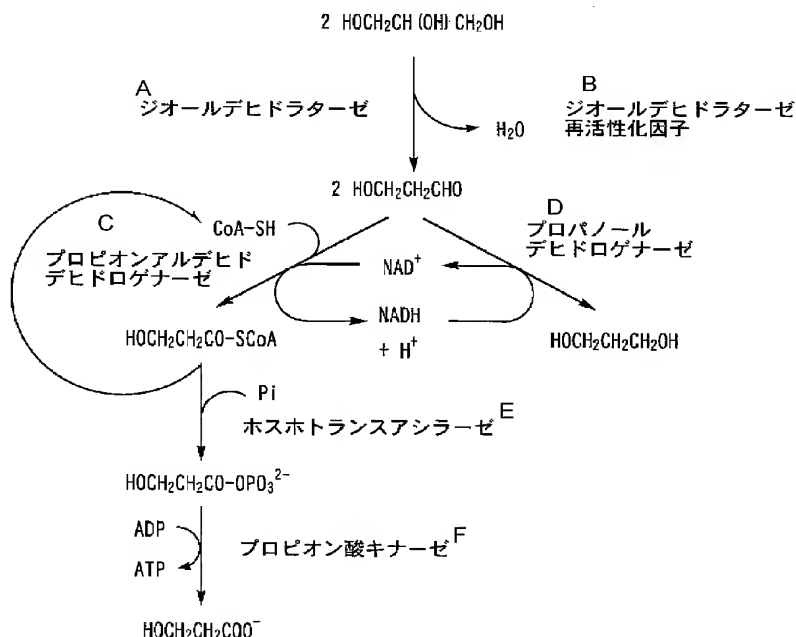 2 HOCH₂CH(OH)CH₂OH
A
ジオールデヒドラターゼ
B
ジオールデヒドラターゼ
再活性化因子
H₂O
2 HOCH₂CH₂CHO
C
CoA-SH
プロピオンアルデヒド
デヒドロゲナーゼ
D
プロパノール
デヒドロゲナーゼ
NAD⁺
NADH
+ H⁺
HOCH₂CH₂CO-SCoA
HOCH₂CH₂CH₂OH
Pi
ホスホトランスアシラーゼ E
HOCH₂CH₂CO-OPO₃²⁻
ADP
ATP
プロピオン酸キナーゼ F
HOCH₂CH₂COO⁻